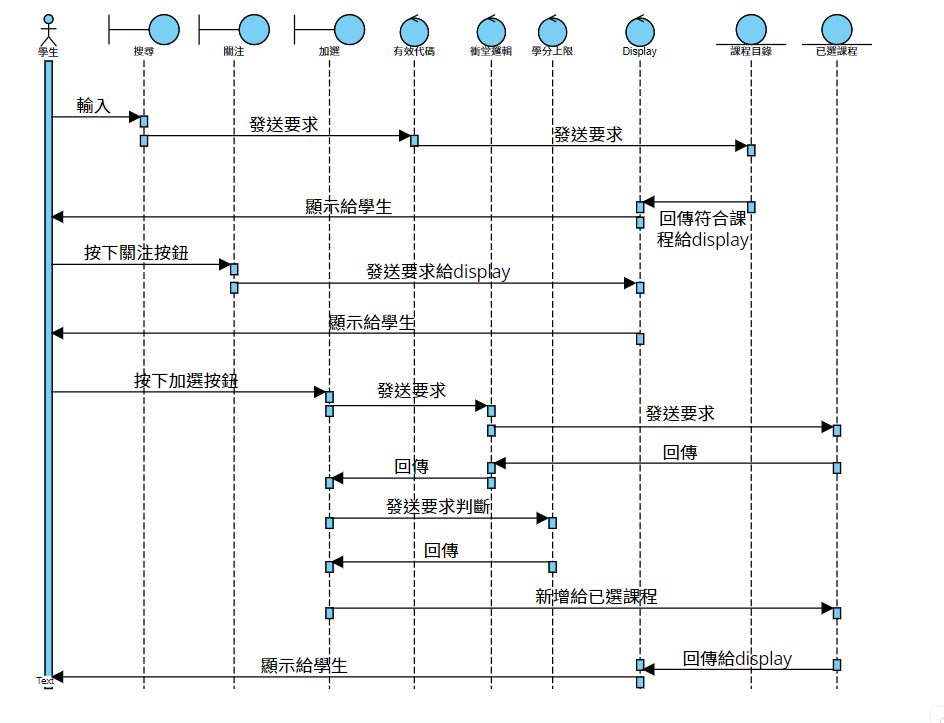 學生
搜尋
關注
加選
有效代碼
衝堂邏輯
學分上限
Display
課程目錄
已選課程
輸入
發送要求
發送要求
回傳符合課
程給display
顯示給學生
按下關注按鈕
發送要求給display
顯示給學生
按下加選按鈕
發送要求
發送要求
回傳
回傳
發送要求判斷
回傳
新增給已選課程
回傳給display
顯示給學生
Text